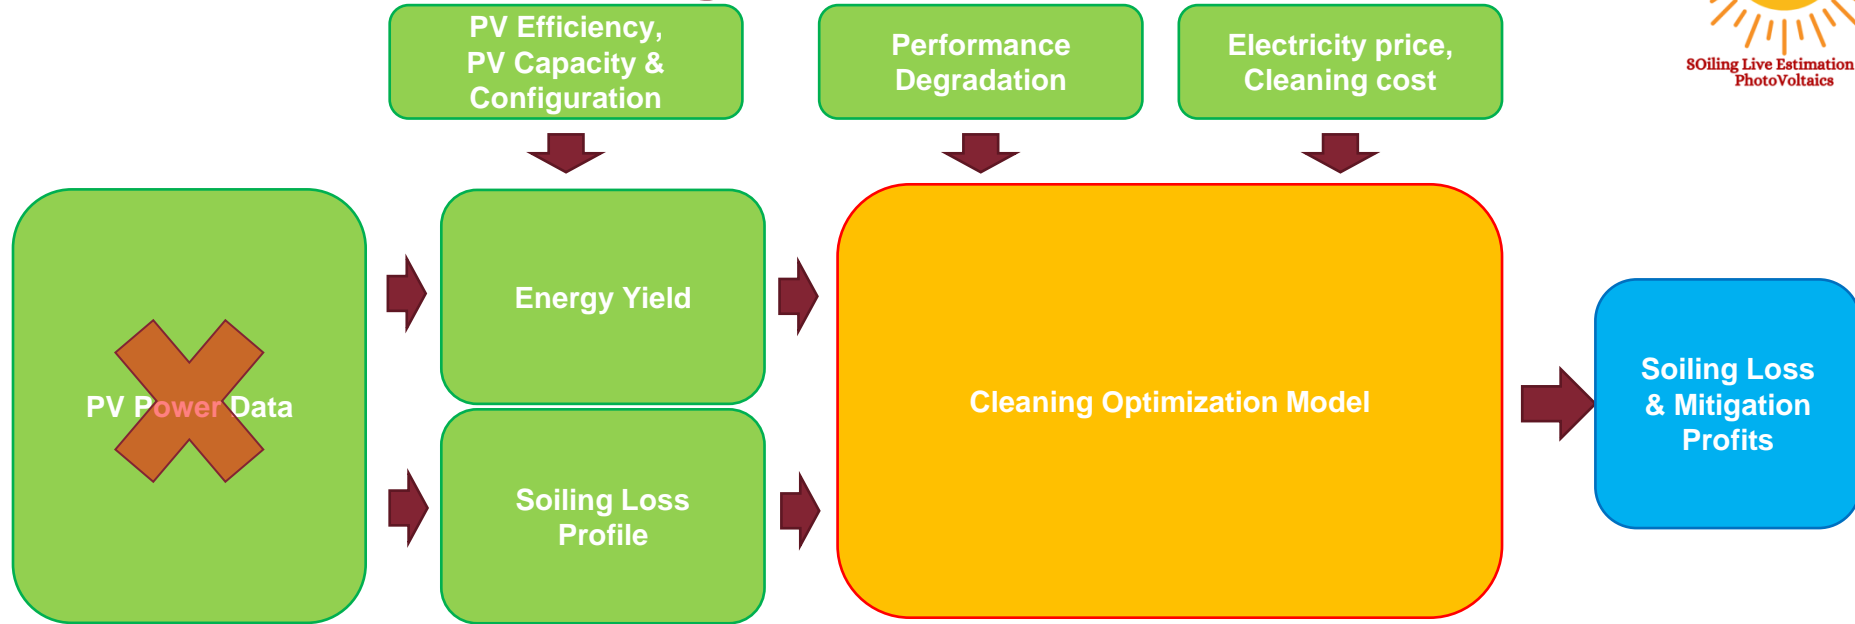 PV Efficiency,
PV Capacity &
Configuration
Performance
Degradation
Electricity price,
Cleaning cost
SOiling Live Estimation
PhotoVoltaics
PV Power Data
Energy Yield
Soiling Loss
Profile
Cleaning Optimization Model
Soiling Loss
& Mitigation
Profits